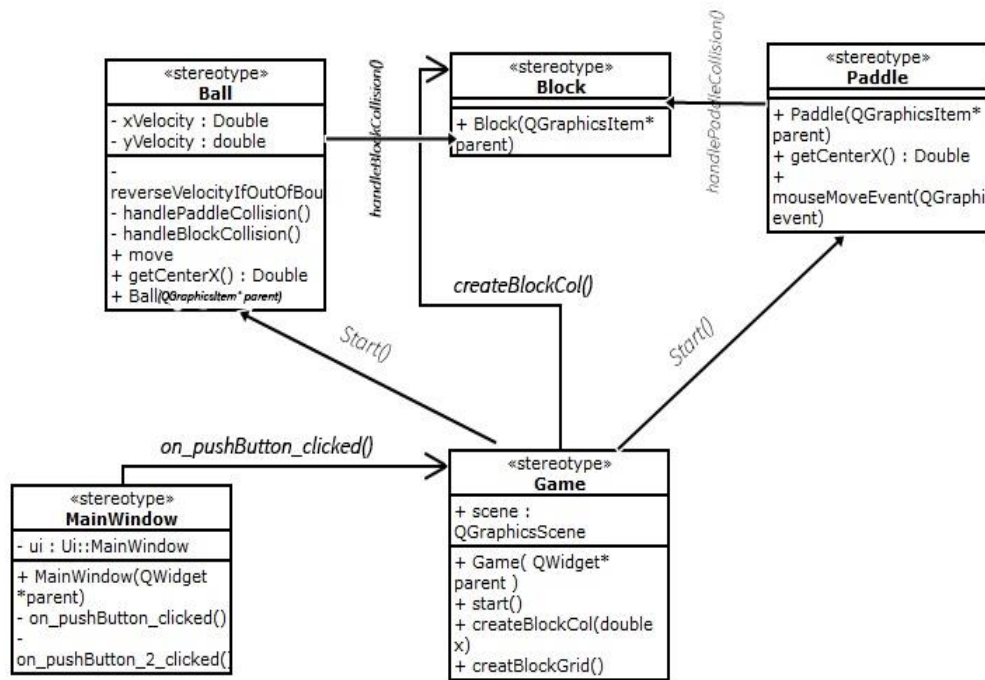 «stereotype»
Ball
- xVelocity : Double
- yVelocity : double
-
reverseVelocityIfOutOfBou
- handlePaddleCollision()
- handleBlockCollision()
+ move
+ getCenterX() : Double
+ Ball(QGraphicsItem* parent)
handleBlockCollision()
«stereotype»
Block
+ Block(QGraphicsItem*
parent)
handlePaddleCollision()
«stereotype»
Paddle
+ Paddle(QGraphicsItem*
parent)
+ getCenterX() : Double
+
mouseMoveEvent(QGraphi
event)
createBlockCol()
Start()
Start()
on_pushButton_clicked()
«stereotype»
MainWindow
- ui : Ui::MainWindow
+ MainWindow(QWidget
*parent)
- on_pushButton_clicked()
-
on_pushButton_2_clicked(
«stereotype»
Game
+ scene :
QGraphicsScene
+ Game( QWidget*
parent )
+ start()
+ createBlockCol(double
x)
+ creatBlockGrid()